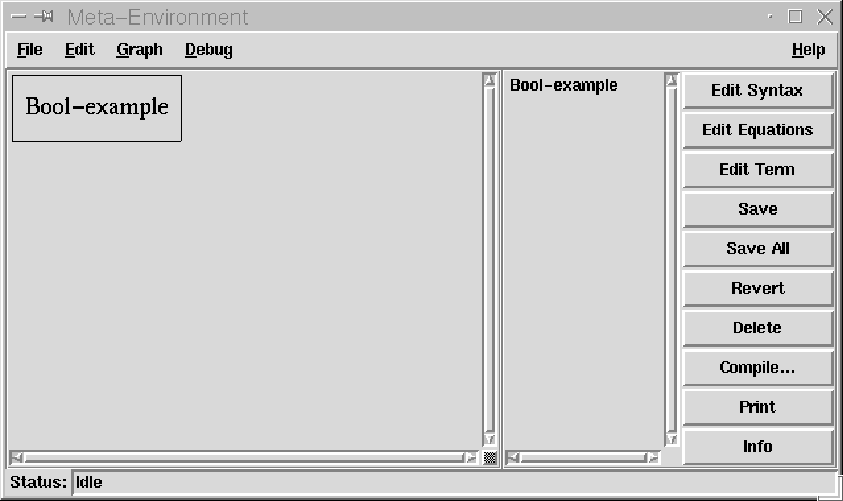 Meta-Environment
File Edit Graph Debug Help
Bool-example
Bool-example
Edit Syntax
Edit Equations
Edit Term
Save
Save All
Revert
Delete
Compile...
Print
Info
Status: Idle